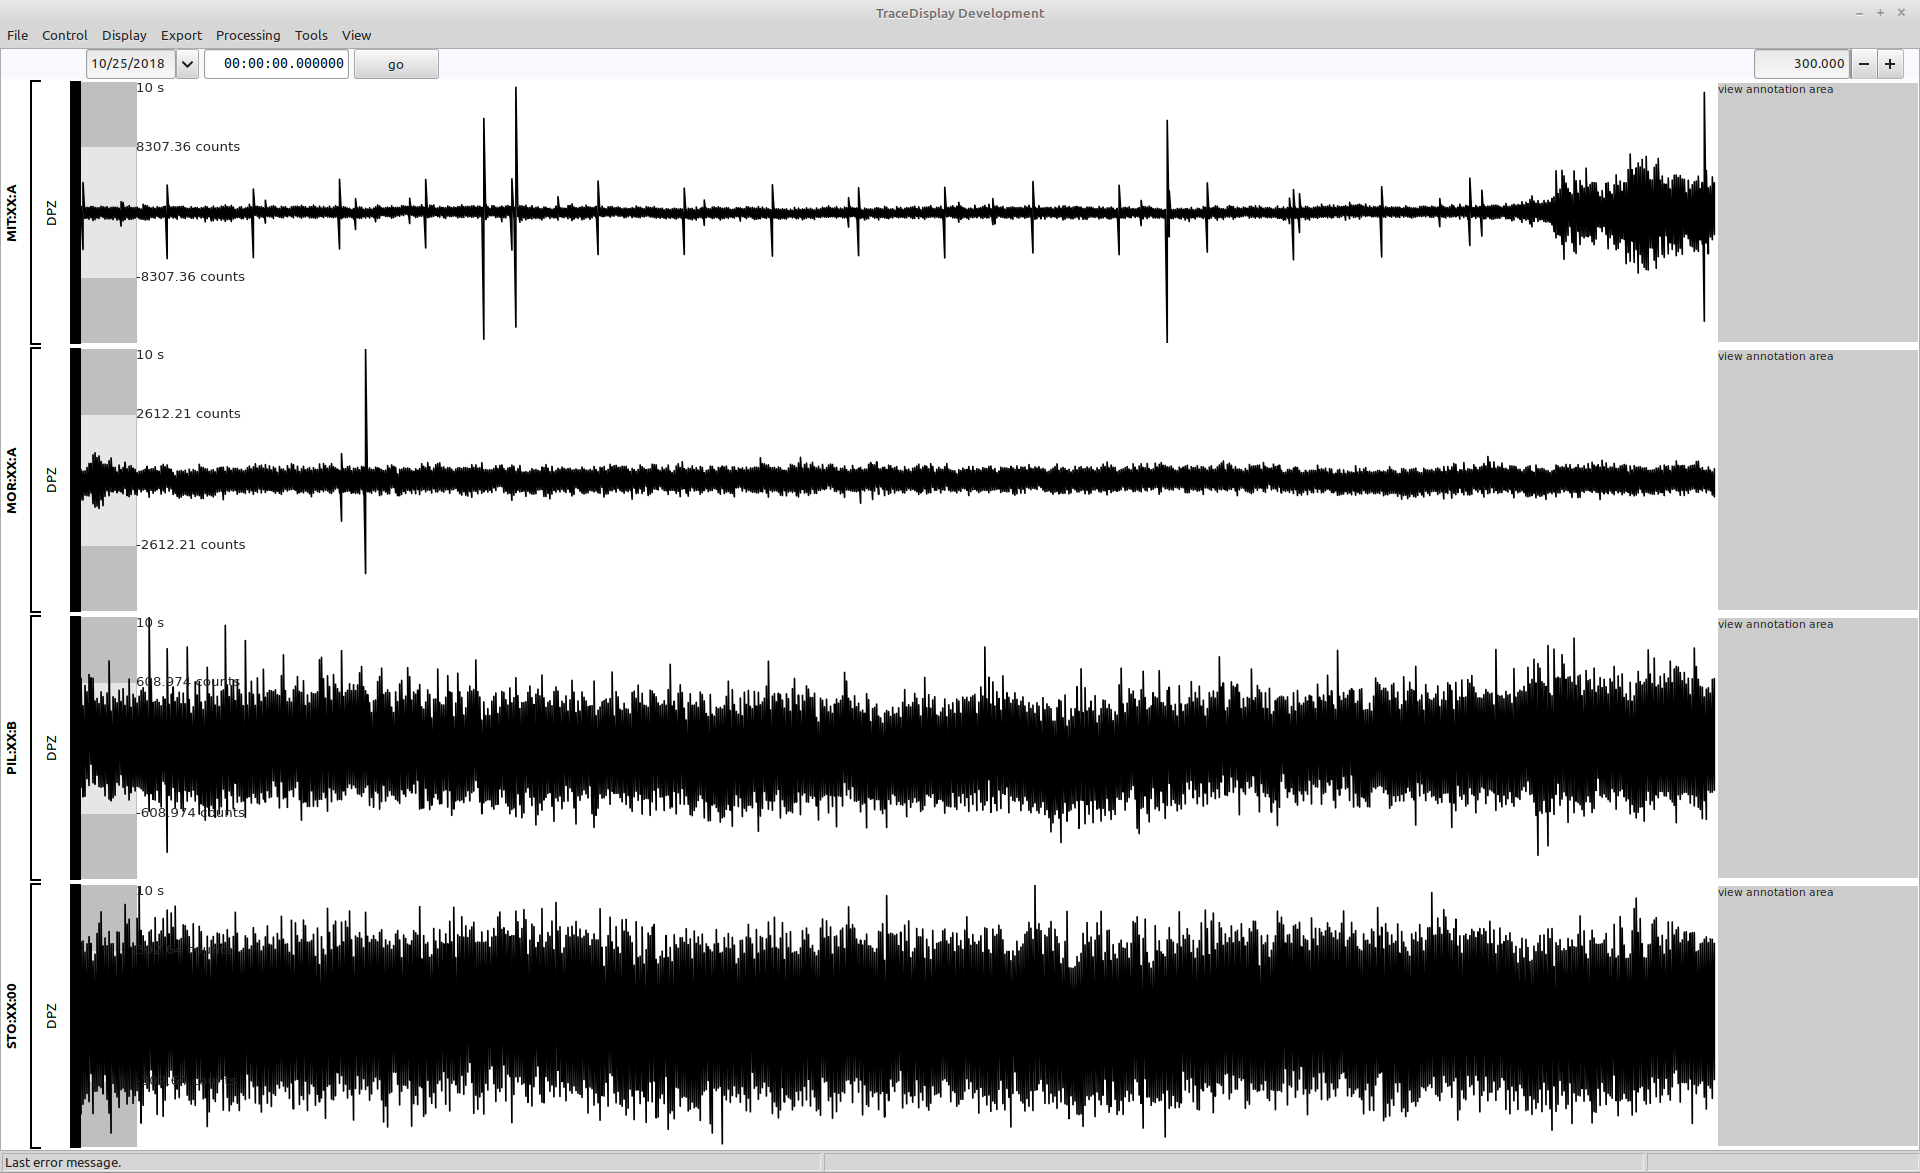 TraceDisplay Development
File Control Display Export Processing Tools View
10/25/2018 00:00:00.000000 go 300.000
MIT:XX:A
DPZ
10 s
8307.36 counts
-8307.36 counts
view annotation area
MOR:XX:A
DPZ
10 s
2612.21 counts
-2612.21 counts
view annotation area
PIL:XX:B
DPZ
10 s
608.974 counts
-608.974 counts
view annotation area
STO:XX:00
DPZ
10 s
view annotation area
Last error message.